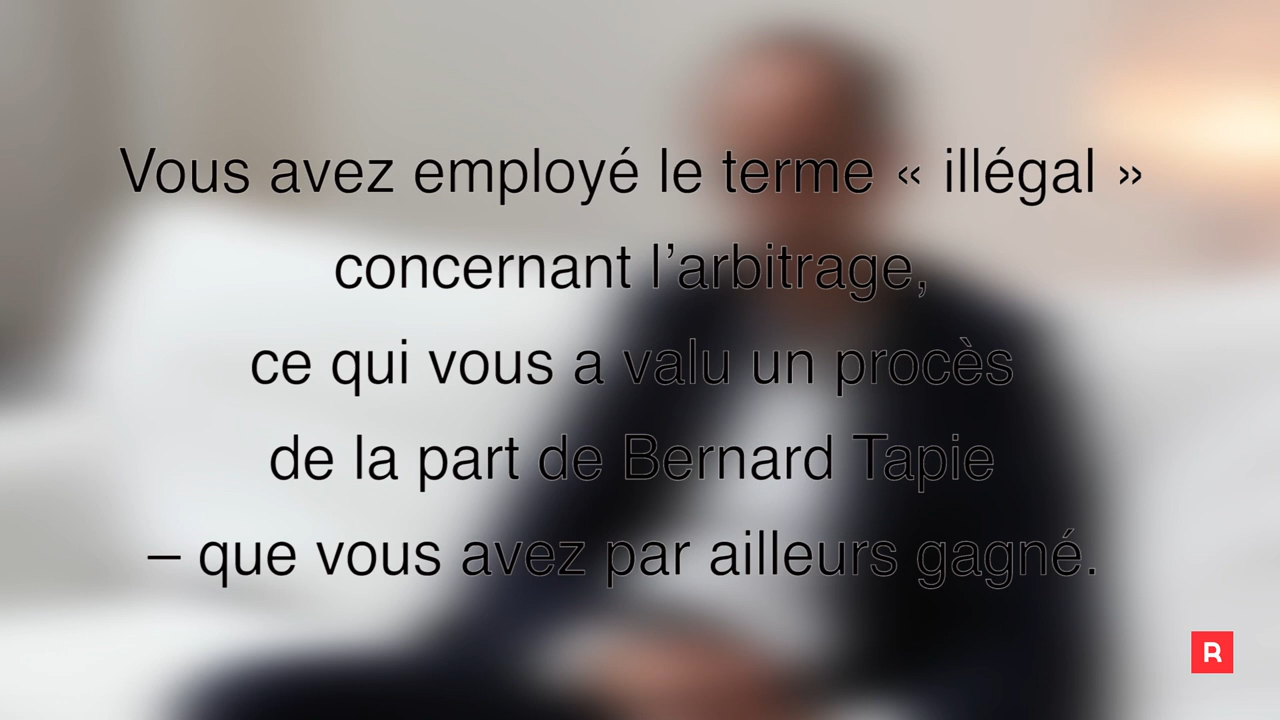 Vous avez employé le terme « illégal »
concernant l’arbitrage,
ce qui vous a valu un procès
de la part de Bernard Tapie
– que vous avez par ailleurs gagné.
R